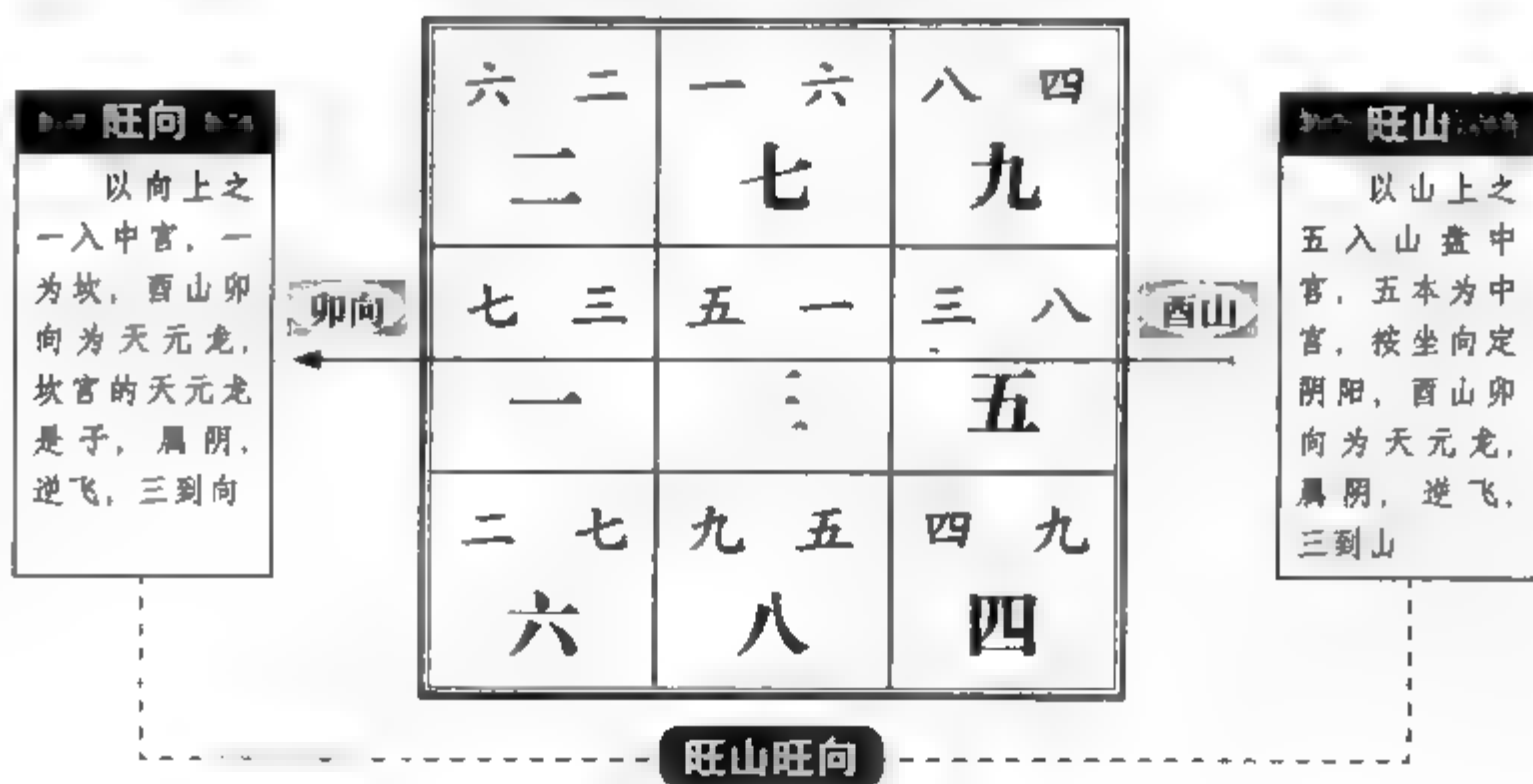 旺向
以向上之
一入中宫，一
为坎，酉山卯
向为天元龙，
坎宫的天元龙
是子，属阴，
逆飞，三到向
卯向
六 二 一 六 八 四
二 七 九
七 三 五 一 三 八
一 三 五
二 七 九 五 四 九
六 八 四
酉山
旺山
以山上之
五入山盘中
宫，五本为中
宫，按坐向定
阴阳，酉山卯
向为天元龙，
属阴，逆飞，
三到山
旺山旺向